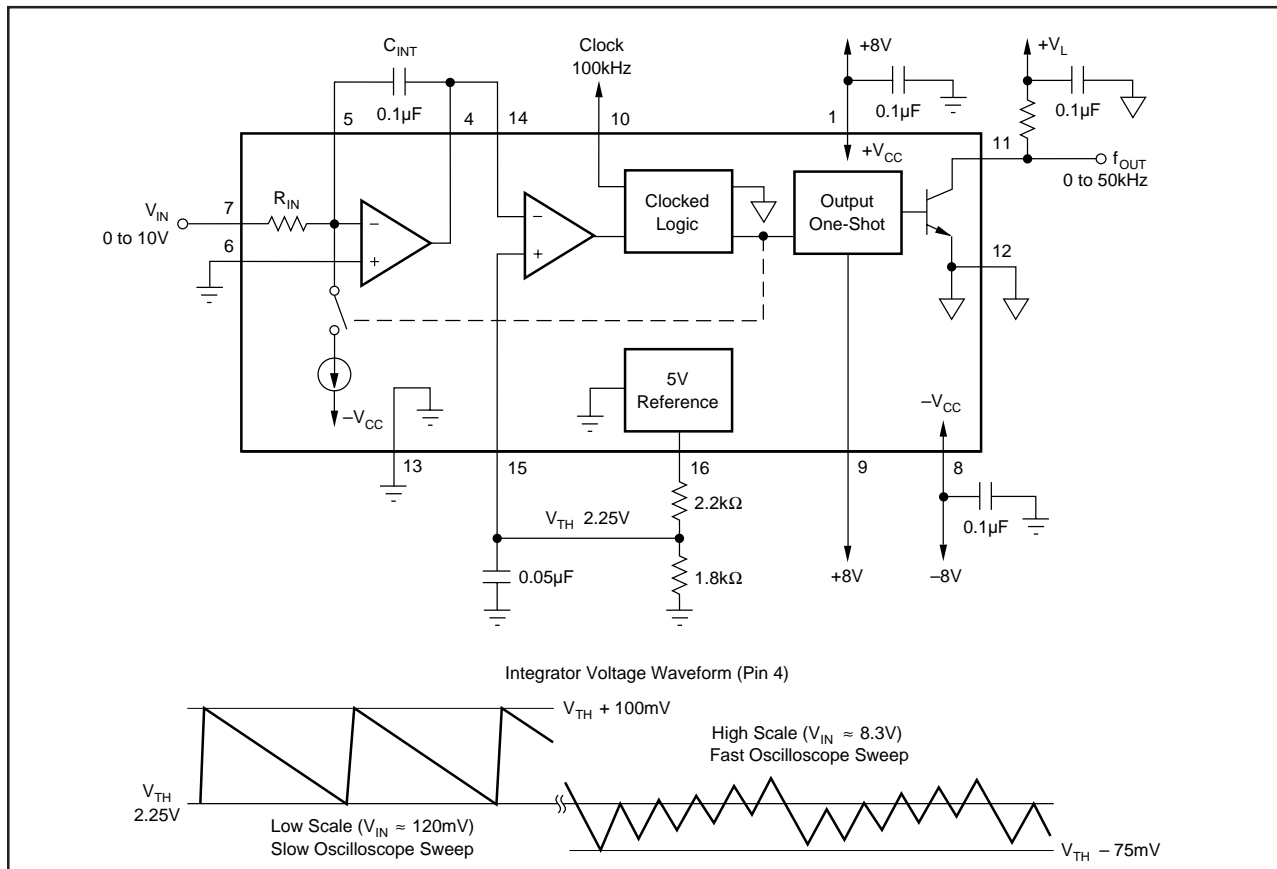 C_INT
0.1µF
Clock
100kHz
+8V
0.1µF
+V_L
0.1µF
5
4
14
10
1
11
+V_CC
f_OUT
0 to 50kHz
V_IN
0 to 10V
7
R_IN
6
–
+
–
+
Clocked
Logic
Output
One-Shot
12
5V
Reference
–V_CC
–V_CC
13
15
16
9
8
2.2kΩ
V_TH 2.25V
0.1µF
0.05µF
1.8kΩ
+8V
–8V
Integrator Voltage Waveform (Pin 4)
V_TH + 100mV
High Scale (V_IN ≈ 8.3V)
Fast Oscilloscope Sweep
V_TH
2.25V
Low Scale (V_IN ≈ 120mV)
Slow Oscilloscope Sweep
V_TH – 75mV